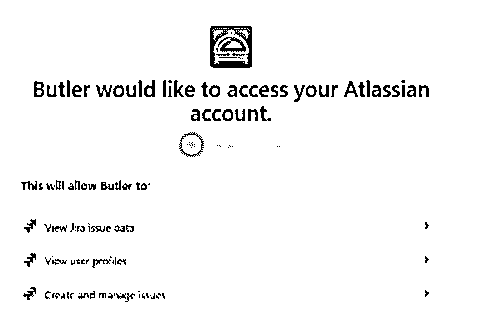 Butler would like to access your Atlassian
account.
This will allow Butler to:
View Jira issue data
View user profiles
Create and manage issues